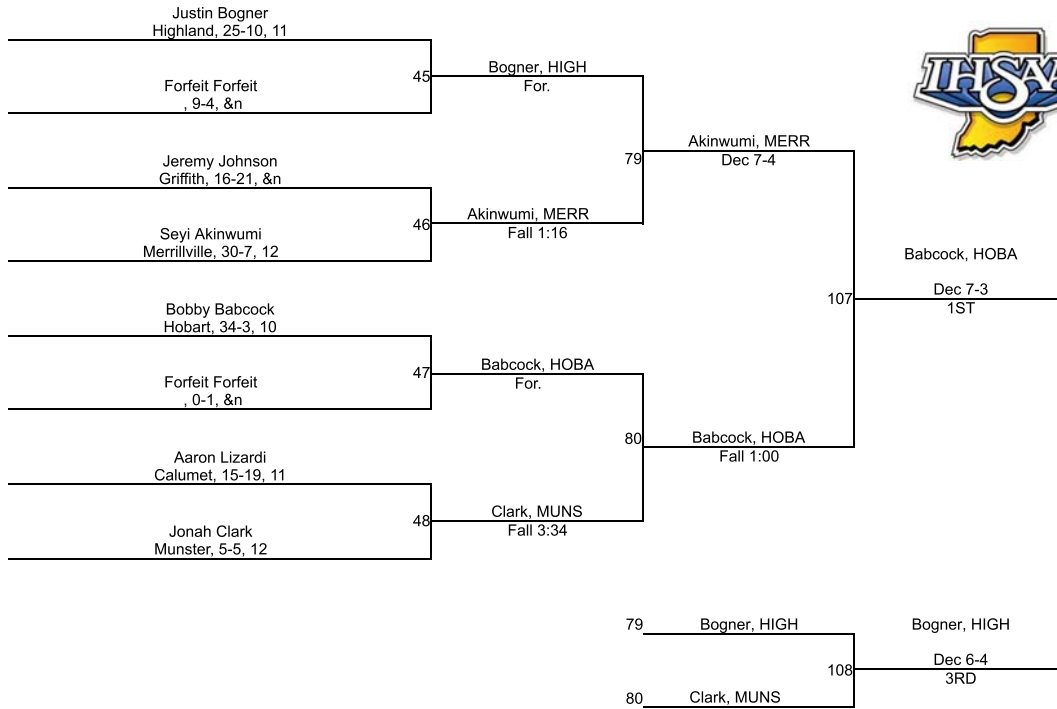 Justin Bogner
Highland, 25-10, 11
45
Forfeit Forfeit
, 9-4, &n
Bogner, HIGH
For.
Jeremy Johnson
Griffith, 16-21, &n
46
Seyi Akinwumi
Merrillville, 30-7, 12
Akinwumi, MERR
Fall 1:16
79
Akinwumi, MERR
Dec 7-4
Bobby Babcock
Hobart, 34-3, 10
47
Forfeit Forfeit
, 0-1, &n
Babcock, HOBA
For.
Aaron Lizardi
Calumet, 15-19, 11
48
Jonah Clark
Munster, 5-5, 12
Clark, MUNS
Fall 3:34
80
Babcock, HOBA
Fall 1:00
107
Babcock, HOBA
Dec 7-3
1ST
IHSAA
79
Bogner, HIGH
80
Clark, MUNS
108
Bogner, HIGH
Dec 6-4
3RD